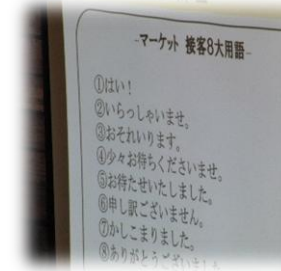 -マーケット 接客8大用語-
①はい！
②いらっしゃいませ。
③おそれいります。
④少々お待ちくださいませ。
⑤お待たせいたしました。
⑥申し訳ございません。
⑦かしこまりました。
⑧ありがとうございました